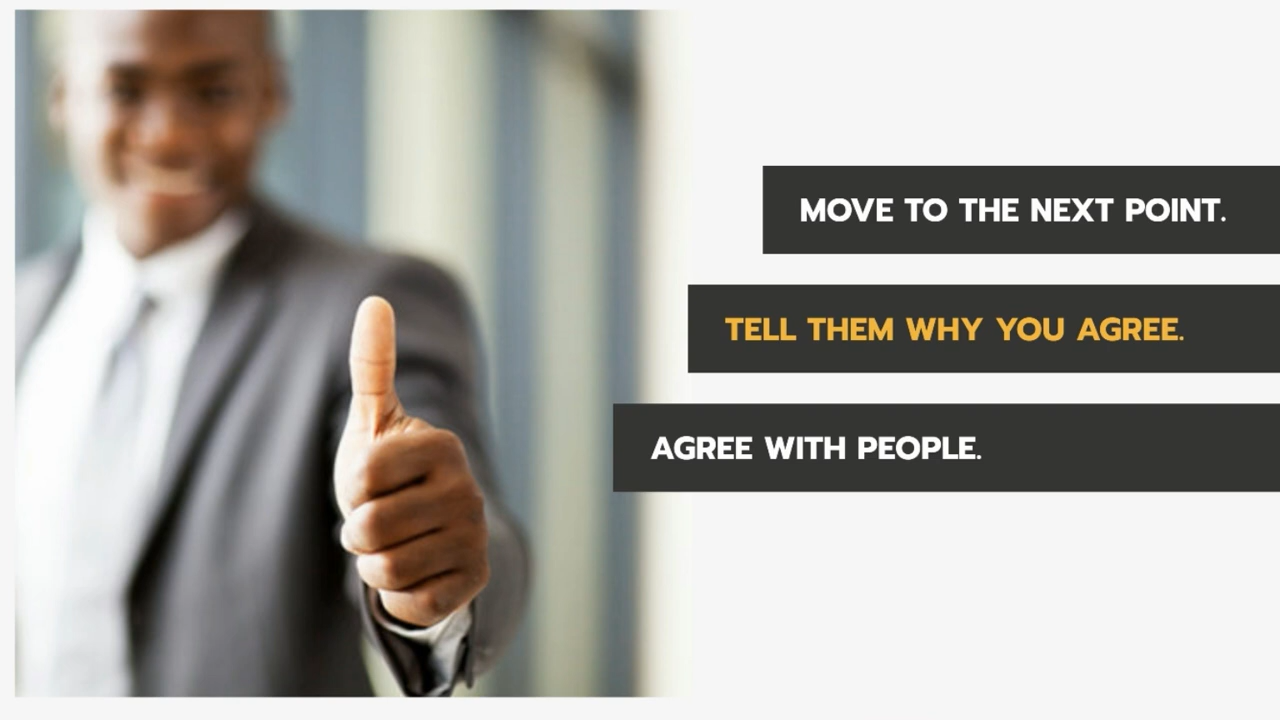 MOVE TO THE NEXT POINT.
TELL THEM WHY YOU AGREE.
AGREE WITH PEOPLE.